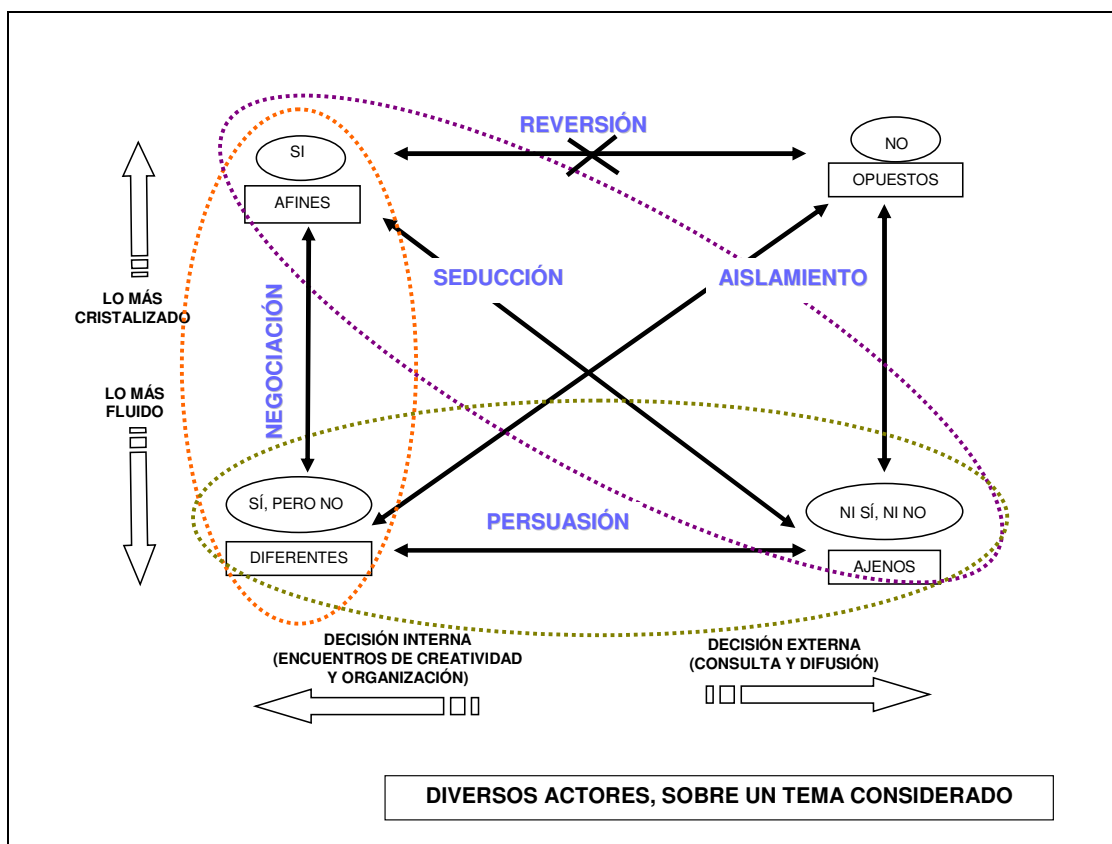 REVERSIÓN
SI
NO
AFINES
OPUESTOS
SEDUCCIÓN
AISLAMIENTO
LO MÁS
CRISTALIZADO
NEGOCIACIÓN
LO MÁS
FLUIDO
SÍ, PERO NO
NI SÍ, NI NO
PERSUASIÓN
DIFERENTES
AJENOS
DECISIÓN INTERNA
(ENCUENTROS DE CREATIVIDAD
Y ORGANIZACIÓN)
DECISIÓN EXTERNA
(CONSULTA Y DIFUSIÓN)
DIVERSOS ACTORES, SOBRE UN TEMA CONSIDERADO